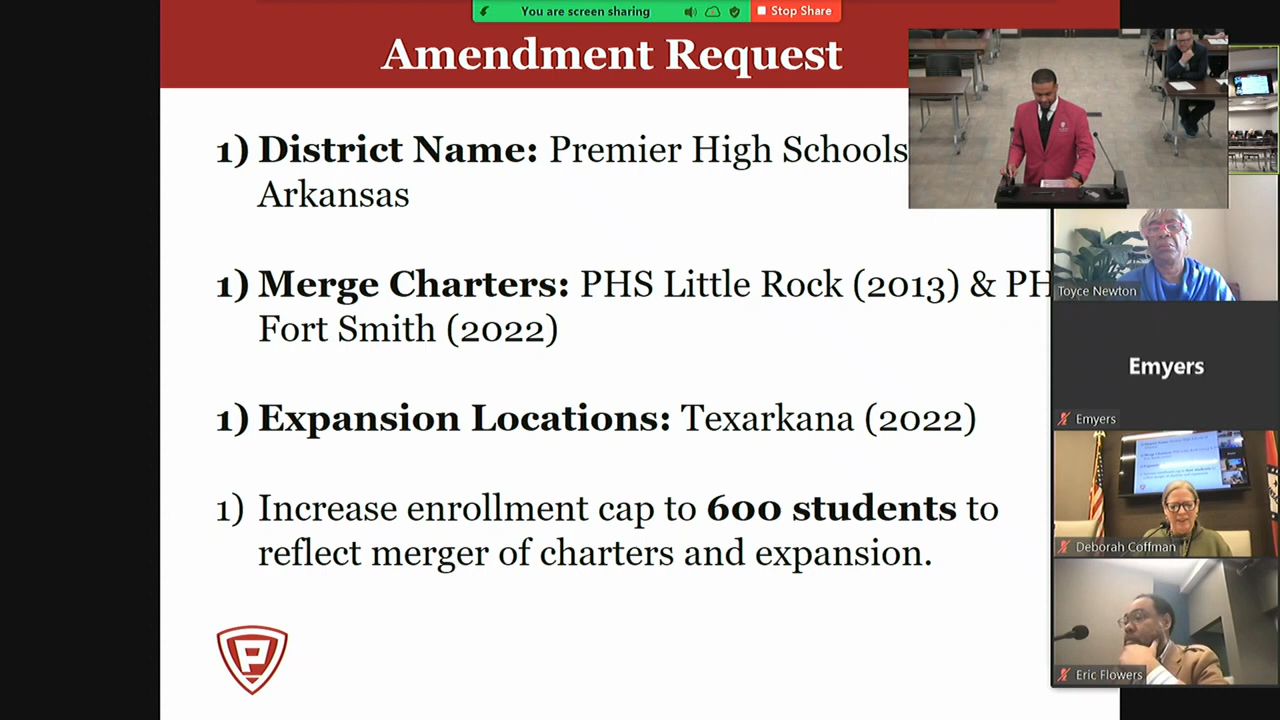 You are screen sharing
Stop Share
Amendment Request
1) District Name: Premier High Schools
Arkansas
1) Merge Charters: PHS Little Rock (2013) & PH
Fort Smith (2022)
1) Expansion Locations: Texarkana (2022)
1) Increase enrollment cap to 600 students to
reflect merger of charters and expansion.
P
Toyce Newton
Emyers
Emyers
Deborah Coffman
Eric Flowers